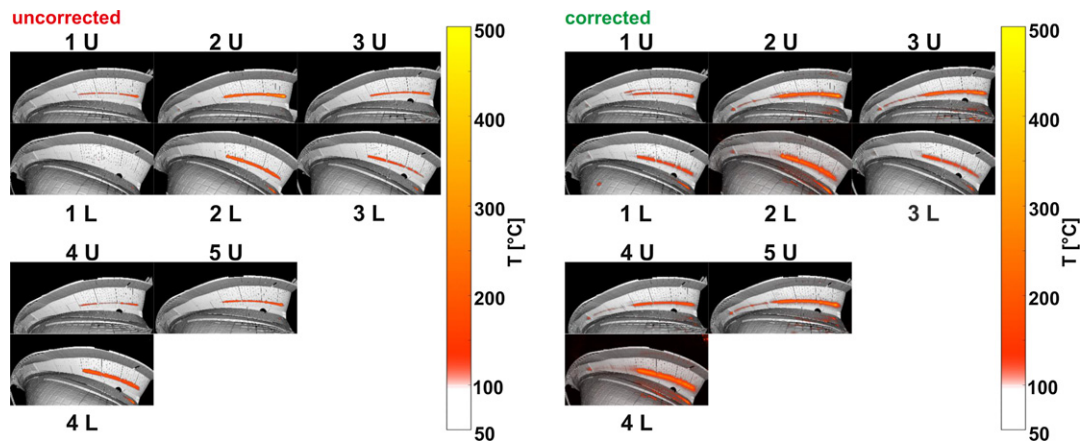 uncorrected
1 U 2 U 3 U
1 L 2 L 3 L
4 U 5 U
4 L
500
400
300
200
100
50
T [°C]
corrected
1 U 2 U 3 U
1 L 2 L 3 L
4 U 5 U
4 L
500
400
300
200
100
50
T [°C]